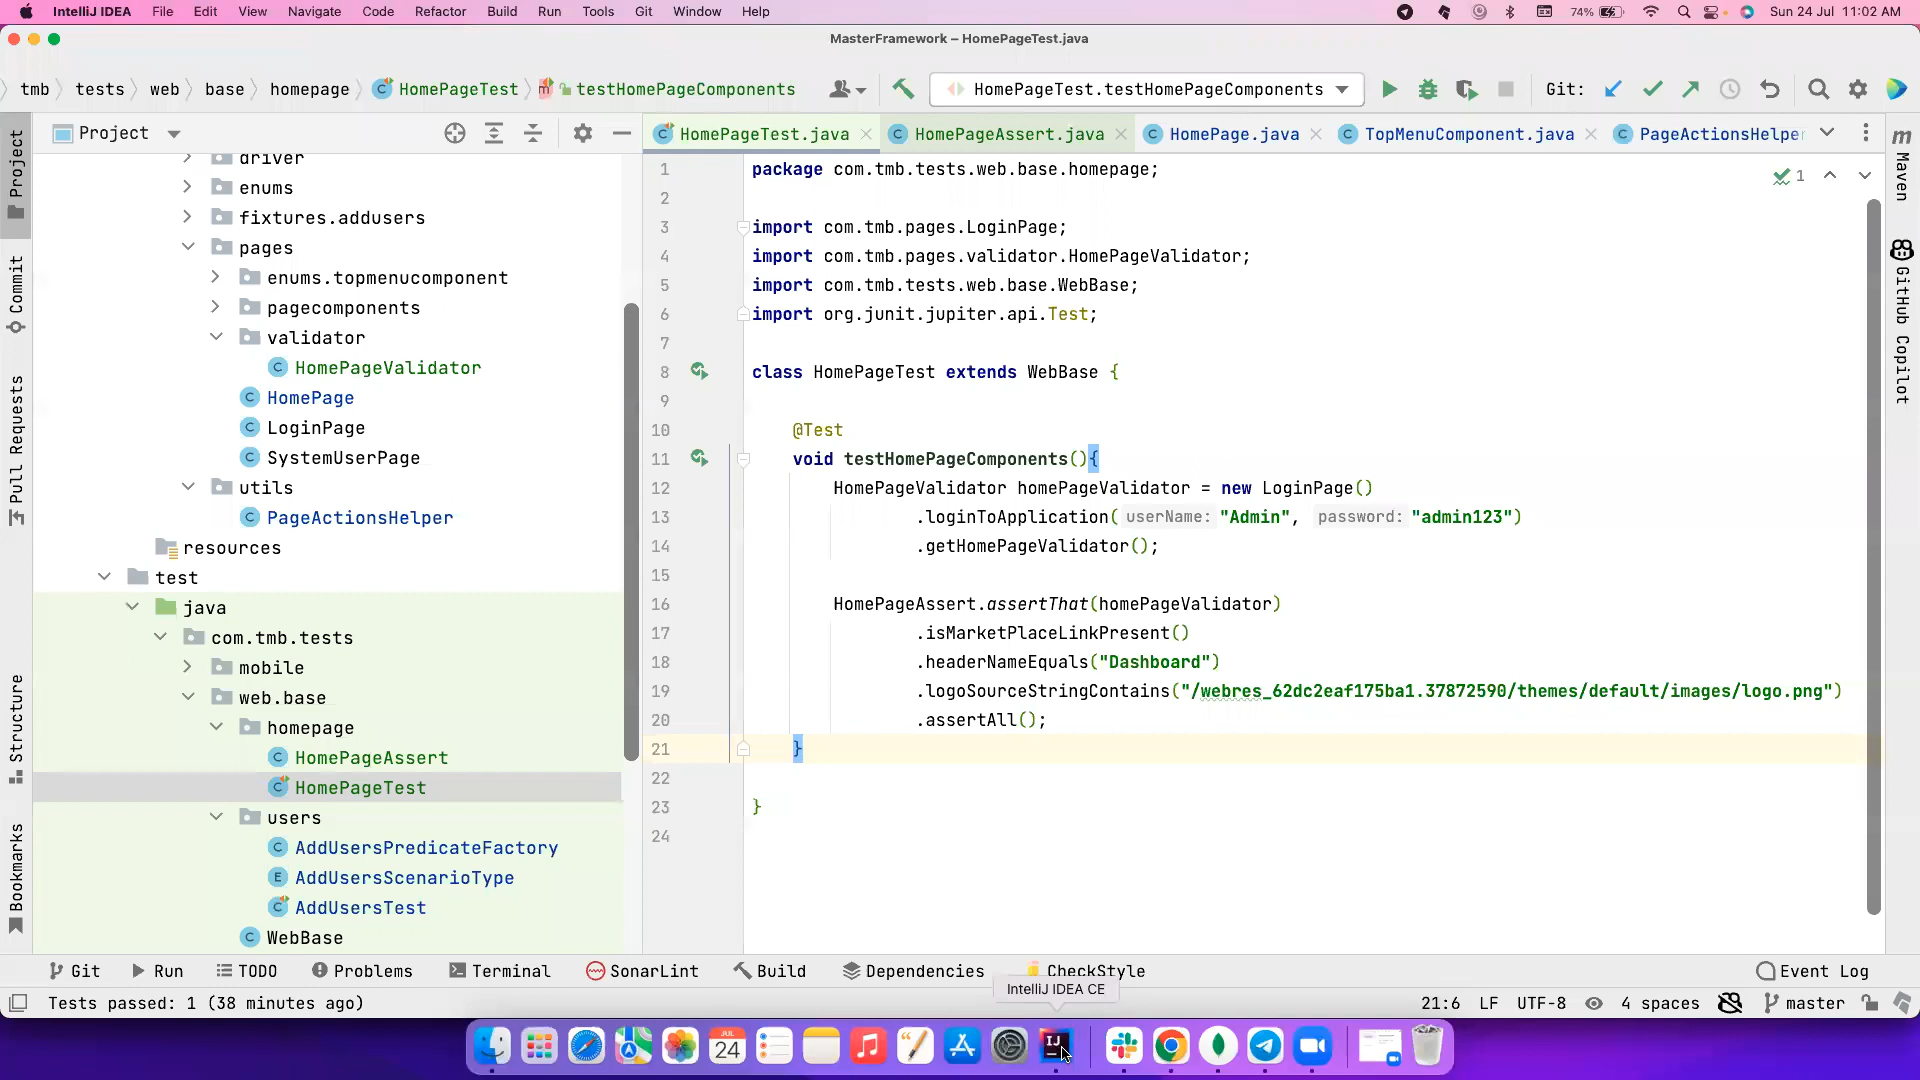 IntelliJ IDEA File Edit View Navigate Code Refactor Build Run Tools Git Window Help 74% Sun 24 Jul 11:02 AM
MasterFramework – HomePageTest.java
tmb tests web base homepage HomePageTest testHomePageComponents HomePageTest.testHomePageComponents Git:
Project
HomePageTest.java HomePageAssert.java HomePage.java TopMenuComponent.java PageActionsHelper
Project
Commit
Pull Requests
Structure
Bookmarks
driver
enums
fixtures.addusers
pages
enums.topmenucomponent
pagecomponents
validator
HomePageValidator
HomePage
LoginPage
SystemUserPage
utils
PageActionsHelper
resources
test
java
com.tmb.tests
mobile
web.base
homepage
HomePageAssert
HomePageTest
users
AddUsersPredicateFactory
AddUsersScenarioType
AddUsersTest
WebBase
1 package com.tmb.tests.web.base.homepage;
2
3 import com.tmb.pages.LoginPage;
4 import com.tmb.pages.validator.HomePageValidator;
5 import com.tmb.tests.web.base.WebBase;
6 import org.junit.jupiter.api.Test;
7
8 class HomePageTest extends WebBase {
9
10 @Test
11 void testHomePageComponents(){
12 HomePageValidator homePageValidator = new LoginPage()
13 .loginToApplication( userName: "Admin", password: "admin123")
14 .getHomePageValidator();
15
16 HomePageAssert.assertThat(homePageValidator)
17 .isMarketPlaceLinkPresent()
18 .headerNameEquals("Dashboard")
19 .logoSourceStringContains("/webres_62dc2eaf175ba1.37872590/themes/default/images/logo.png")
20 .assertAll();
21 }
22
23 }
24
1
m
Maven
GitHub Copilot
Git Run TODO Problems Terminal SonarLint Build Dependencies CheckStyle Event Log
IntelliJ IDEA CE
Tests passed: 1 (38 minutes ago) 21:6 LF UTF-8 4 spaces master
JUL
24
IJ